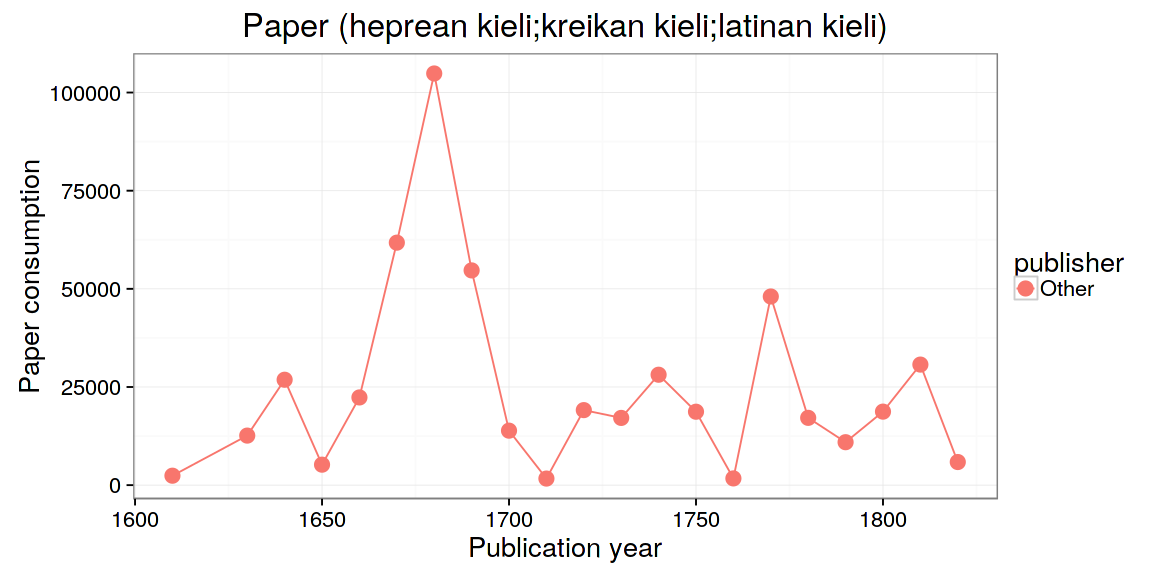 Paper (heprean kieli;kreikan kieli;latinan kieli)
Paper consumption
100000
75000
50000
25000
0
1600 1650 1700 1750 1800
Publication year
publisher
Other